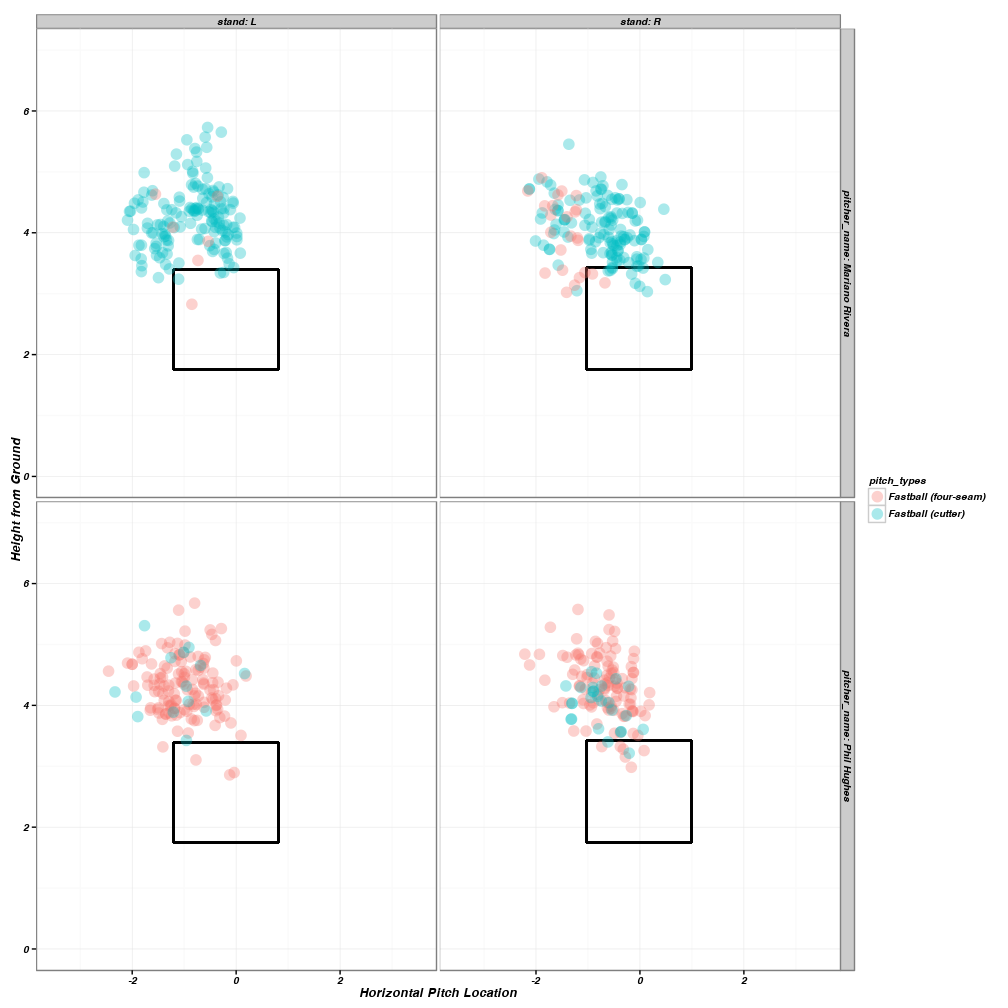 stand: L
stand: R
6
4
2
0
pitcher_name: Mariano Rivera
Height from Ground
pitch_types
Fastball (four-seam)
Fastball (cutter)
6
4
2
0
pitcher_name: Phil Hughes
-2
0
2
-2
0
2
Horizontal Pitch Location